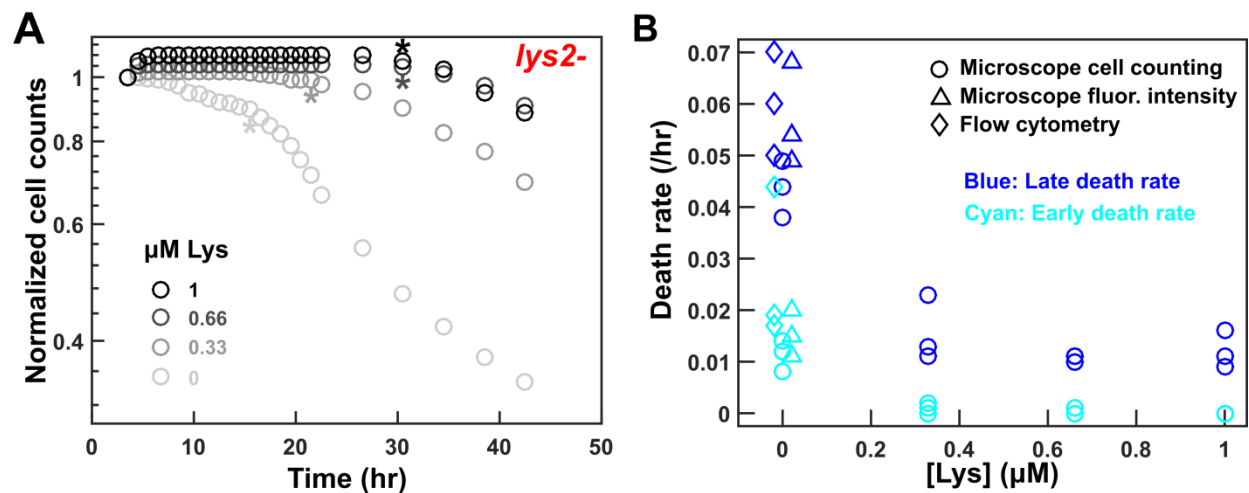 A
lys2-
Normalized cell counts
1
0.8
0.6
0.4
*
*
*
*
µM Lys
1
0.66
0.33
0
0 10 20 30 40 50
Time (hr)
B
Death rate (/hr)
0.07
0.06
0.05
0.04
0.03
0.02
0.01
0
Microscope cell counting
Microscope fluor. intensity
Flow cytometry
Blue: Late death rate
Cyan: Early death rate
0 0.2 0.4 0.6 0.8 1
[Lys] (µM)